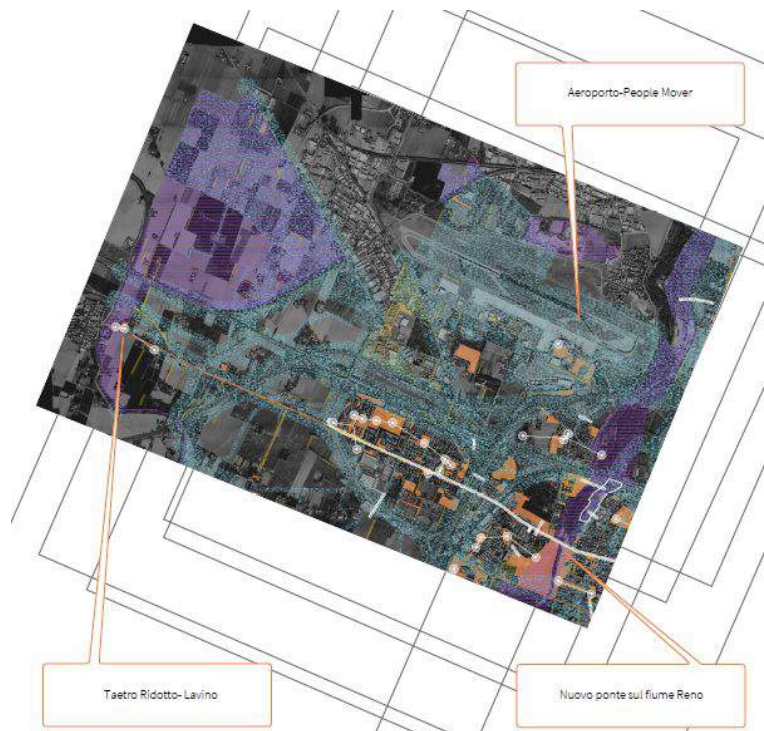 Aeroporto-People Mover
Taetro Ridotto- Lavino
Nuovo ponte sul fiume Reno